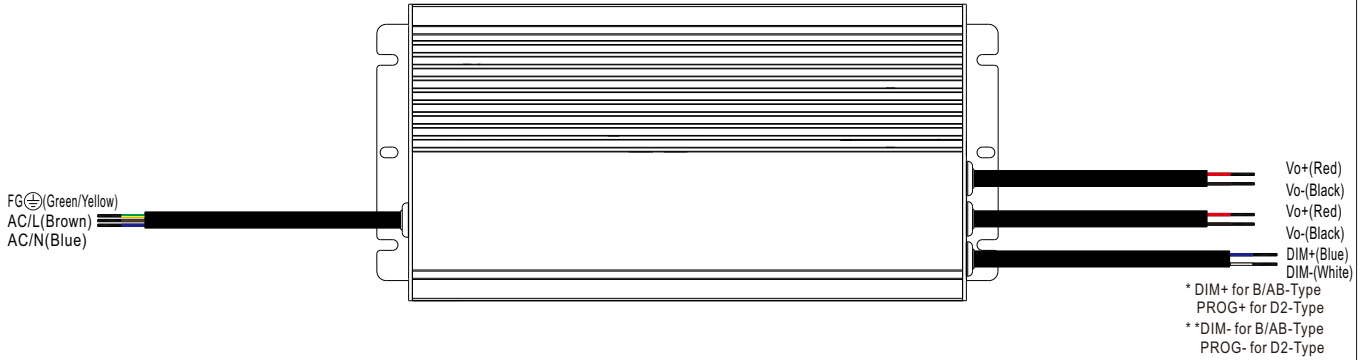 FG⏚(Green/Yellow)
AC/L(Brown)
AC/N(Blue)
Vo+(Red)
Vo-(Black)
Vo+(Red)
Vo-(Black)
DIM+(Blue)
DIM-(White)
* DIM+ for B/AB-Type
PROG+ for D2-Type
* *DIM- for B/AB-Type
PROG- for D2-Type